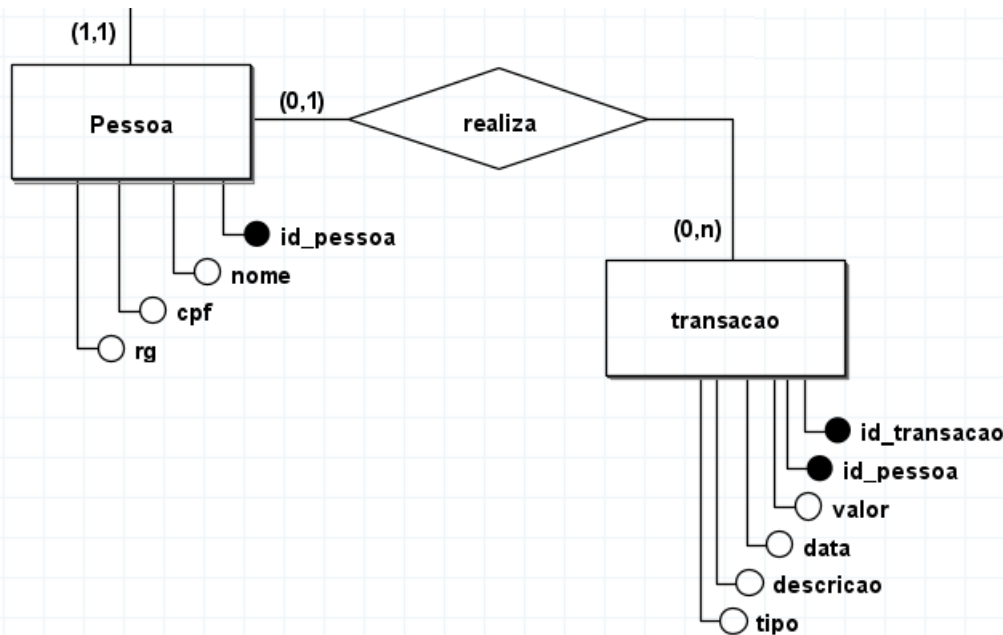 (1,1)
Pessoa
(0,1)
realiza
id_pessoa
nome
cpf
rg
(0,n)
transacao
id_transacao
id_pessoa
valor
data
descricao
tipo